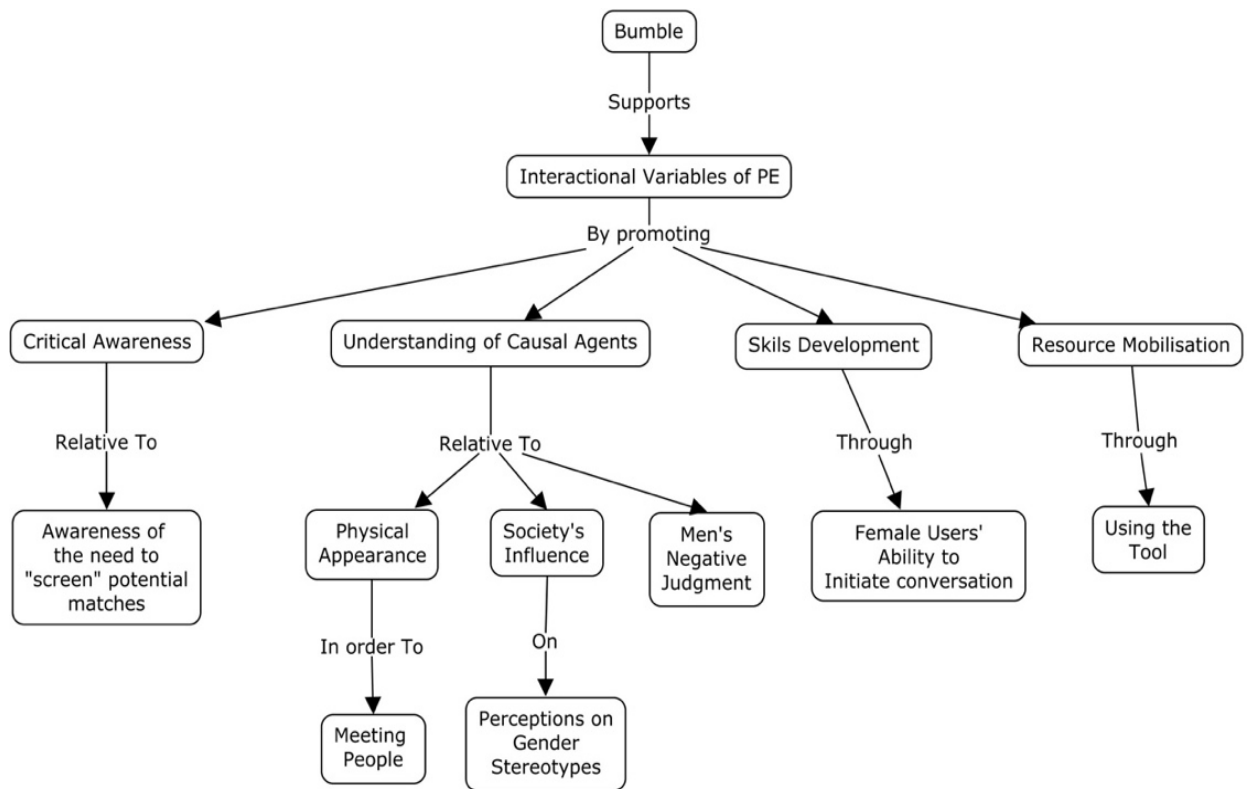 Bumble
Supports
Interactional Variables of PE
By promoting
Critical Awareness
Understanding of Causal Agents
Skils Development
Resource Mobilisation
Relative To
Relative To
Through
Through
Awareness of
the need to
"screen" potential
matches
Physical
Appearance
Society's
Influence
Men's
Negative
Judgment
Female Users'
Ability to
Initiate conversation
Using the
Tool
In order To
On
Meeting
People
Perceptions on
Gender
Stereotypes